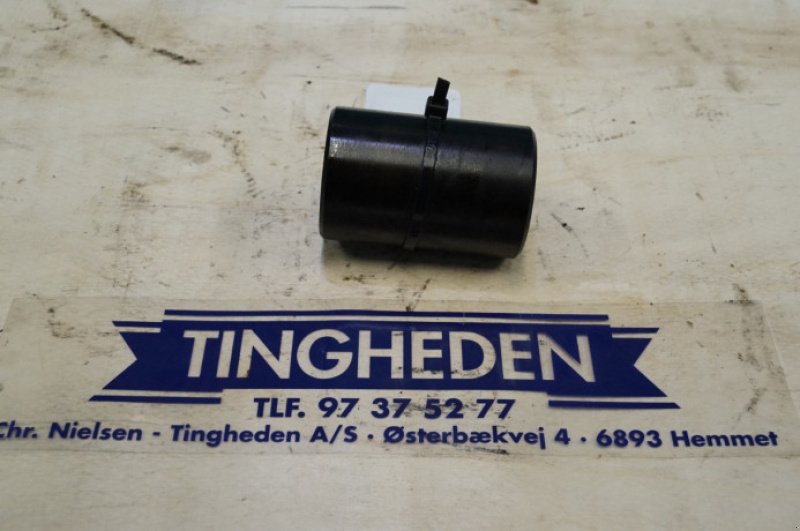 TINGHEDEN
TLF. 97 37 52 77
Chr. Nielsen - Tingheden A/S · Østerbækvej 4 · 6893 Hemmet